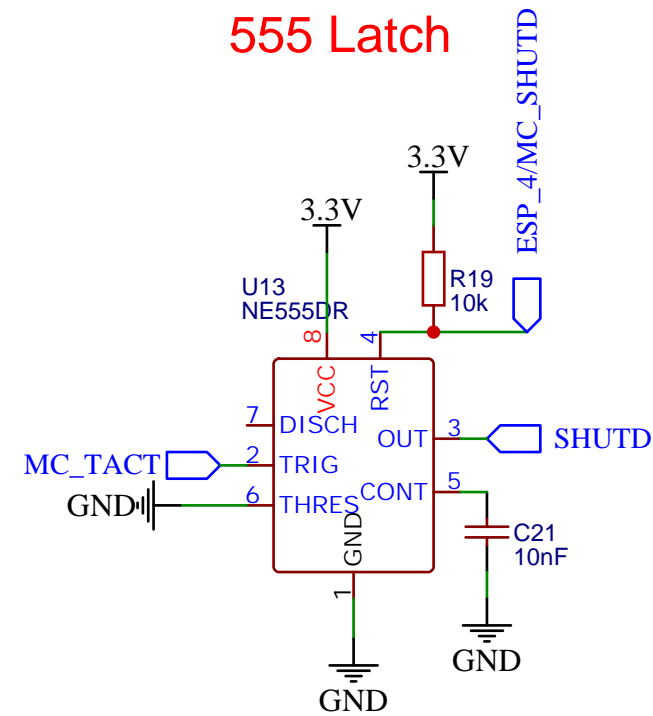 555 Latch
ESP_4/MC_SHUTD
3.3V
3.3V
U13
NE555DR
R19
10k
8
4
VCC
RST
7
DISCH
OUT
3
SHUTD
MC_TACT
2
TRIG
GND
6
THRES
CONT
5
GND
1
C21
10nF
GND
GND